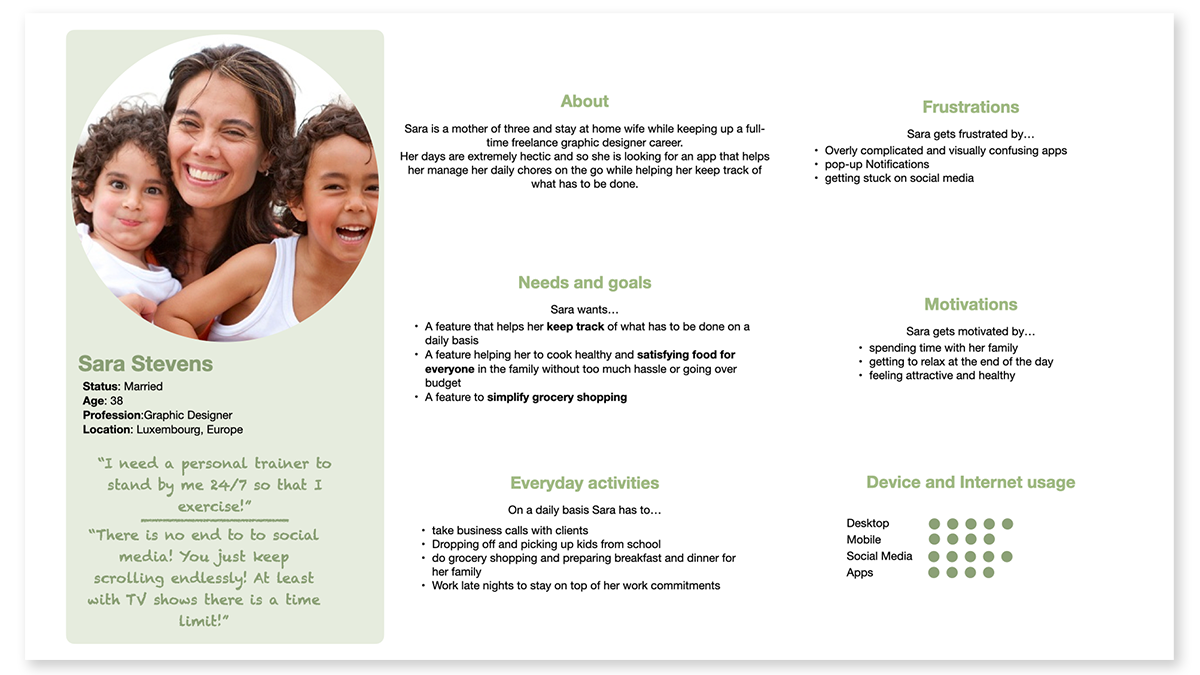 Sara Stevens
Status: Married
Age: 38
Profession:Graphic Designer
Location: Luxembourg, Europe
“I need a personal trainer to
stand by me 24/7 so that I
exercise!”
“There is no end to to social
media! You just keep
scrolling endlessly! At least
with TV shows there is a time
limit!”
About
Sara is a mother of three and stay at home wife while keeping up a full-
time freelance graphic designer career.
Her days are extremely hectic and so she is looking for an app that helps
her manage her daily chores on the go while helping her keep track of
what has to be done.
Needs and goals
Sara wants…
• A feature that helps her keep track of what has to be done on a
daily basis
• A feature helping her to cook healthy and satisfying food for
everyone in the family without too much hassle or going over
budget
• A feature to simplify grocery shopping
Everyday activities
On a daily basis Sara has to…
• take business calls with clients
• Dropping off and picking up kids from school
• do grocery shopping and preparing breakfast and dinner for
her family
• Work late nights to stay on top of her work commitments
Frustrations
Sara gets frustrated by…
• Overly complicated and visually confusing apps
• pop-up Notifications
• getting stuck on social media
Motivations
Sara gets motivated by…
• spending time with her family
• getting to relax at the end of the day
• feeling attractive and healthy
Device and Internet usage
Desktop
Mobile
Social Media
Apps